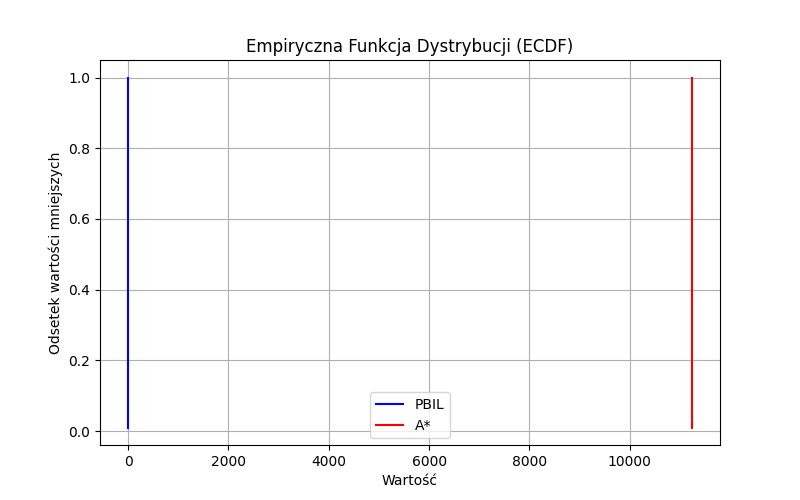 Empiryczna Funkcja Dystrybucji (ECDF)
Odsetek wartości mniejszych
1.0
0.8
0.6
0.4
0.2
0.0
PBIL
A*
0 2000 4000 6000 8000 10000
Wartość